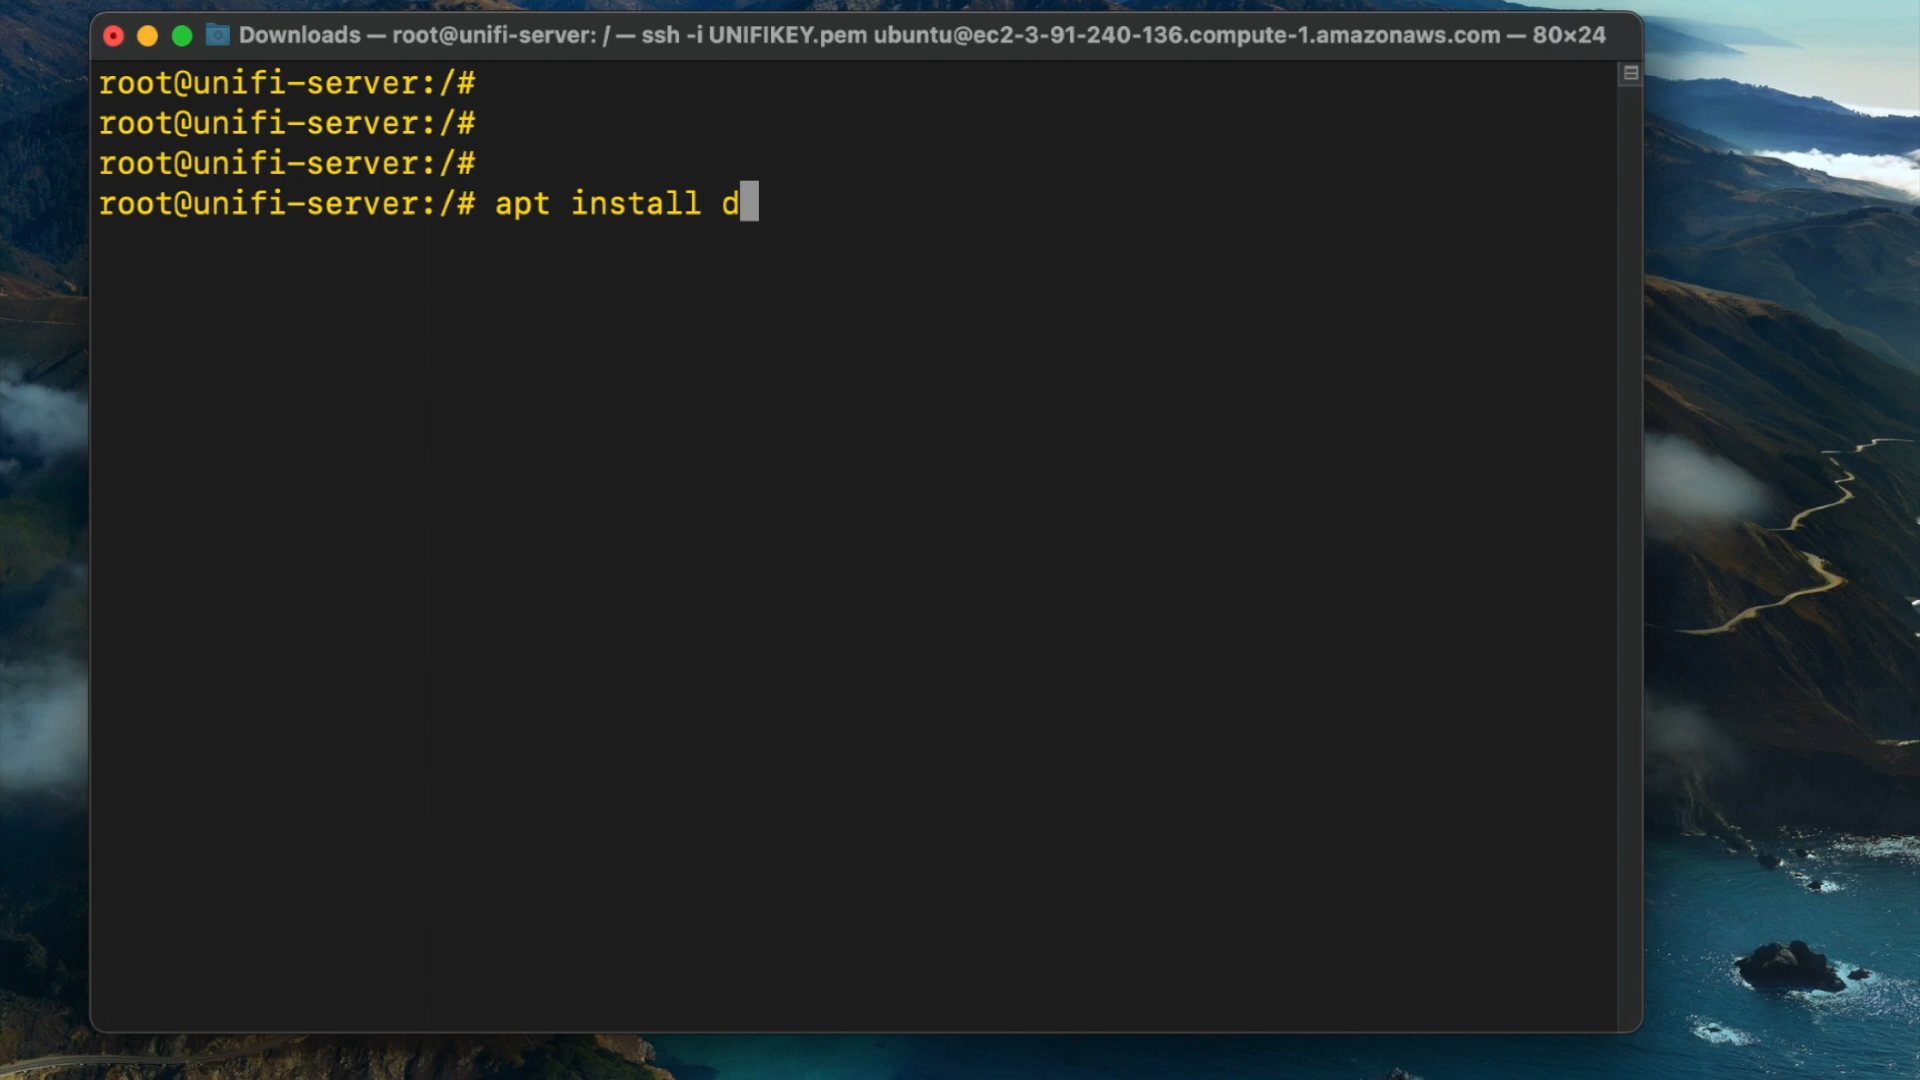 Downloads — root@unifi-server: / — ssh -i UNIFIKEY.pem ubuntu@ec2-3-91-240-136.compute-1.amazonaws.com — 80×24
root@unifi-server:/#
root@unifi-server:/#
root@unifi-server:/#
root@unifi-server:/# apt install d